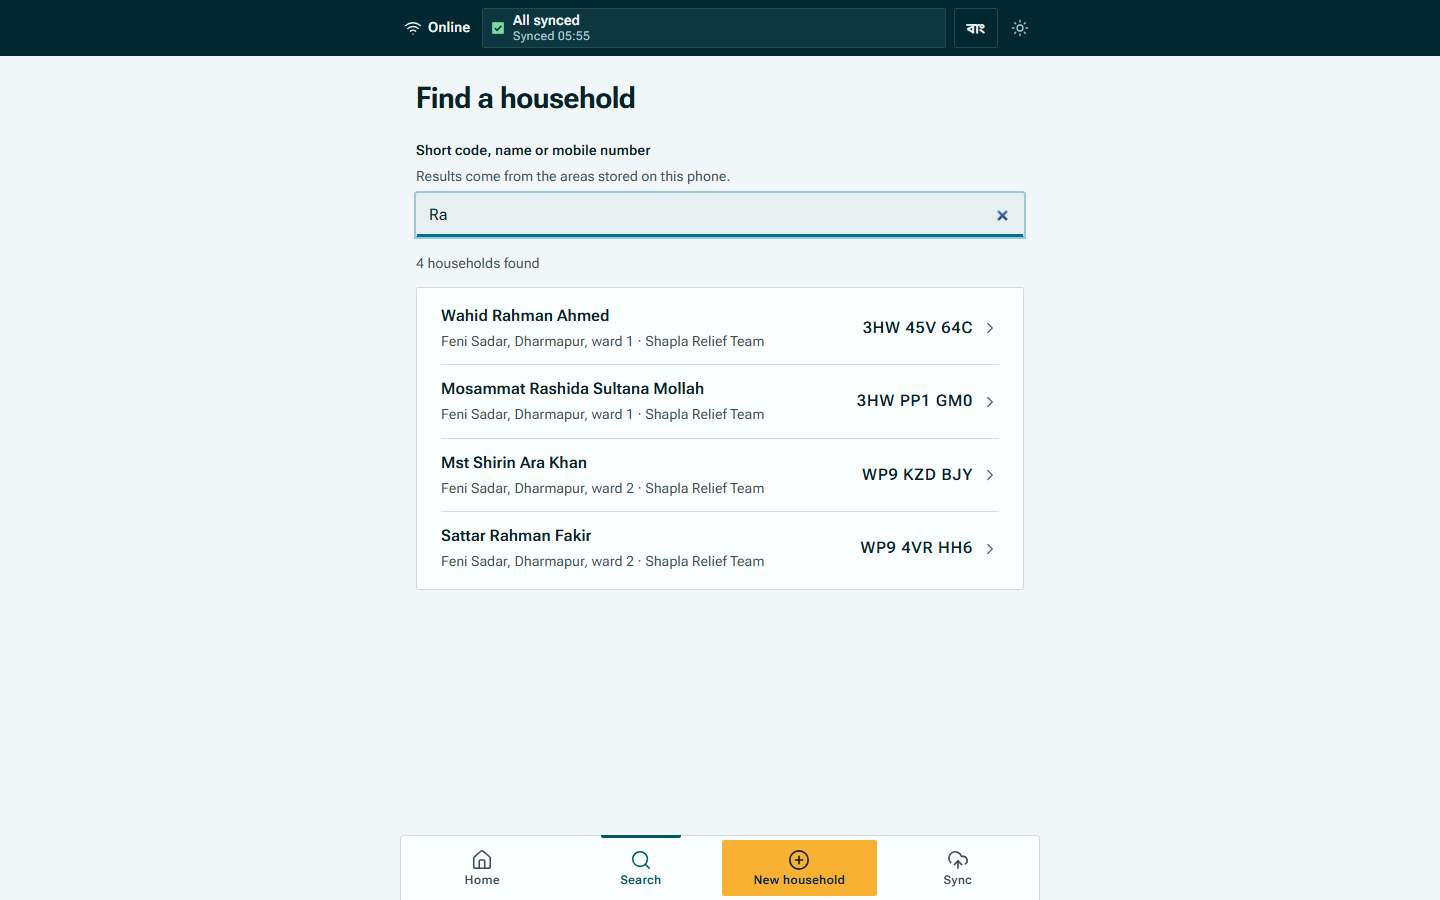 Online
All synced
Synced 05:55
বাং
Find a household
Short code, name or mobile number
Results come from the areas stored on this phone.
Ra
4 households found
Wahid Rahman Ahmed
Feni Sadar, Dharmapur, ward 1 · Shapla Relief Team
3HW 45V 64C
Mosammat Rashida Sultana Mollah
Feni Sadar, Dharmapur, ward 1 · Shapla Relief Team
3HW PP1 GM0
Mst Shirin Ara Khan
Feni Sadar, Dharmapur, ward 2 · Shapla Relief Team
WP9 KZD BJY
Sattar Rahman Fakir
Feni Sadar, Dharmapur, ward 2 · Shapla Relief Team
WP9 4VR HH6
Home
Search
New household
Sync